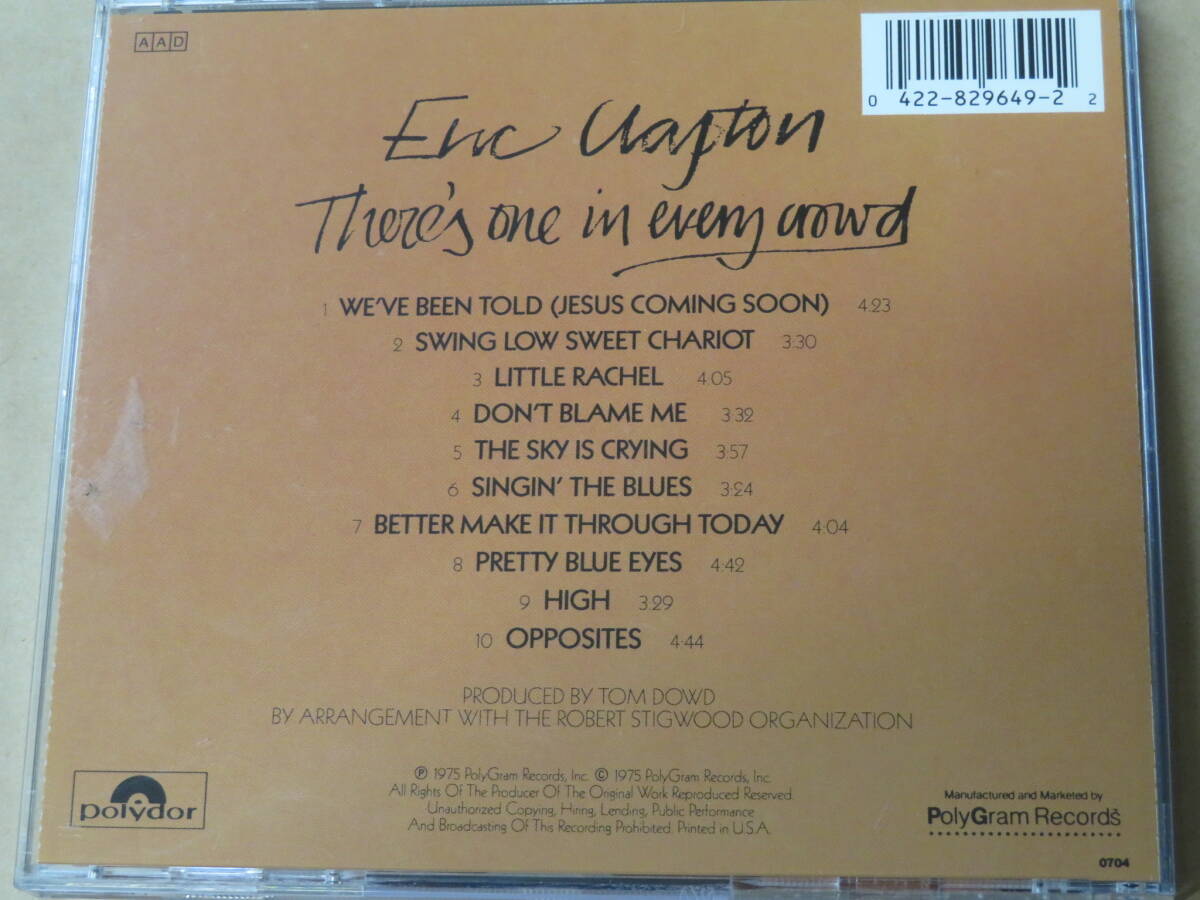 AAD
0 422-829649-2 2
Eric Clapton
There's one in every crowd
1 WE'VE BEEN TOLD (JESUS COMING SOON) 4:23
2 SWING LOW SWEET CHARIOT 3:30
3 LITTLE RACHEL 4:05
4 DON'T BLAME ME 3:32
5 THE SKY IS CRYING 3:57
6 SINGIN' THE BLUES 3:24
7 BETTER MAKE IT THROUGH TODAY 4:04
8 PRETTY BLUE EYES 4:42
9 HIGH 3:29
10 OPPOSITES 4:44
PRODUCED BY TOM DOWD
BY ARRANGEMENT WITH THE ROBERT STIGWOOD ORGANIZATION
℗ 1975 PolyGram Records, Inc. © 1975 PolyGram Records, Inc.
All Rights Of The Producer Of The Original Work Reproduced Reserved.
Unauthorized Copying, Hiring, Lending, Public Performance
And Broadcasting Of This Recording Prohibited. Printed in U.S.A.
polydor
Manufactured and Marketed by
PolyGram Records
0704